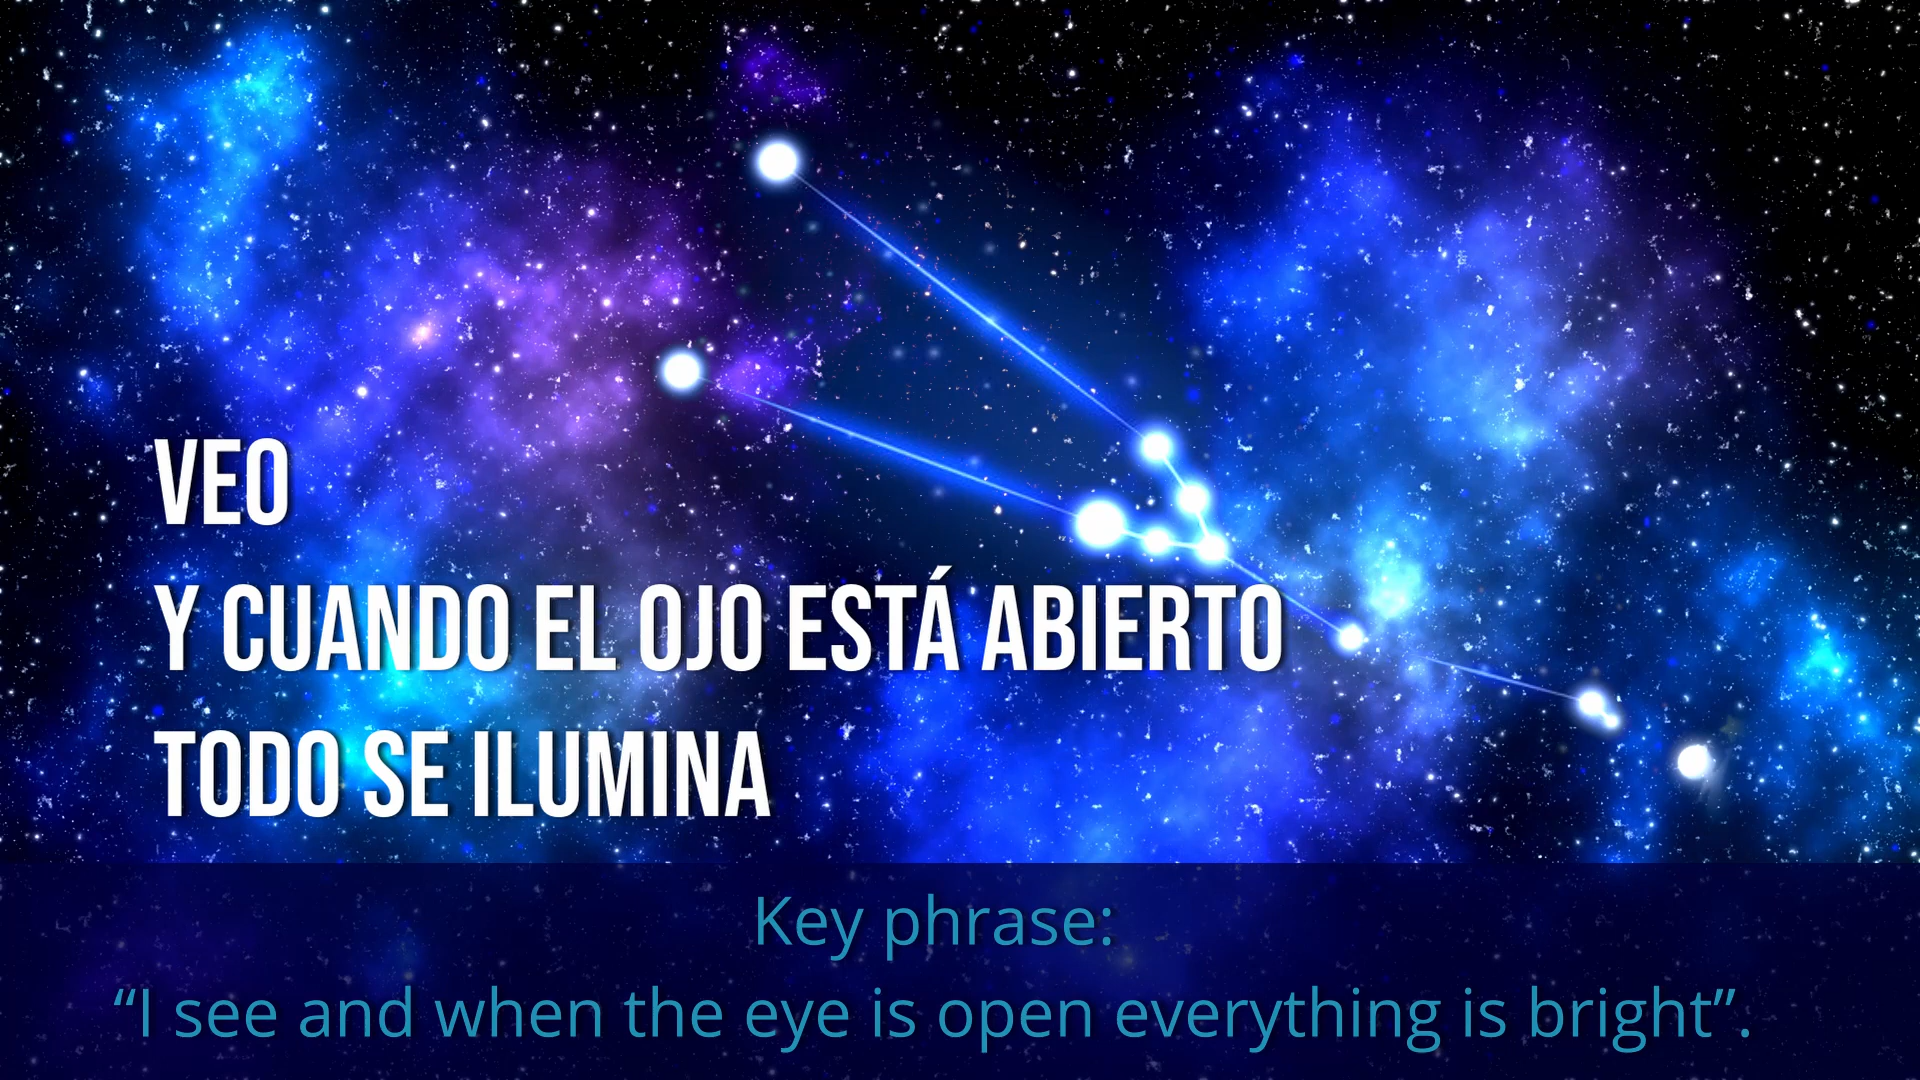 VEO
Y CUANDO EL OJO ESTÁ ABIERTO
TODO SE ILUMINA
Key phrase:
“I see and when the eye is open everything is bright”.